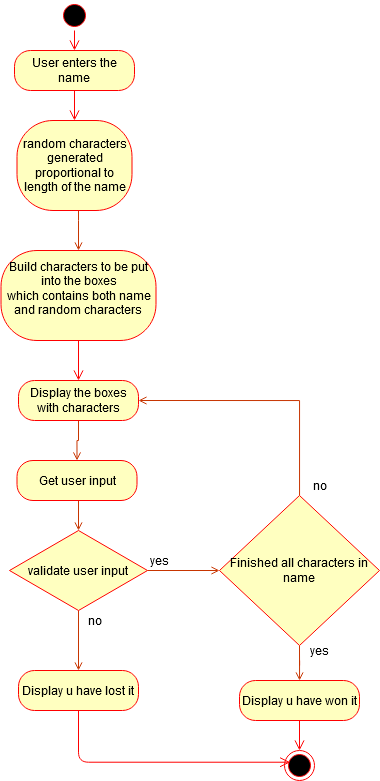 User enters the
name
random characters
generated
proportional to
length of the name
Build characters to be put
into the boxes
which contains both name
and random characters
Display the boxes
with characters
Get user input
validate user input
yes
no
Finished all characters in
name
no
yes
Display u have lost it
Display u have won it